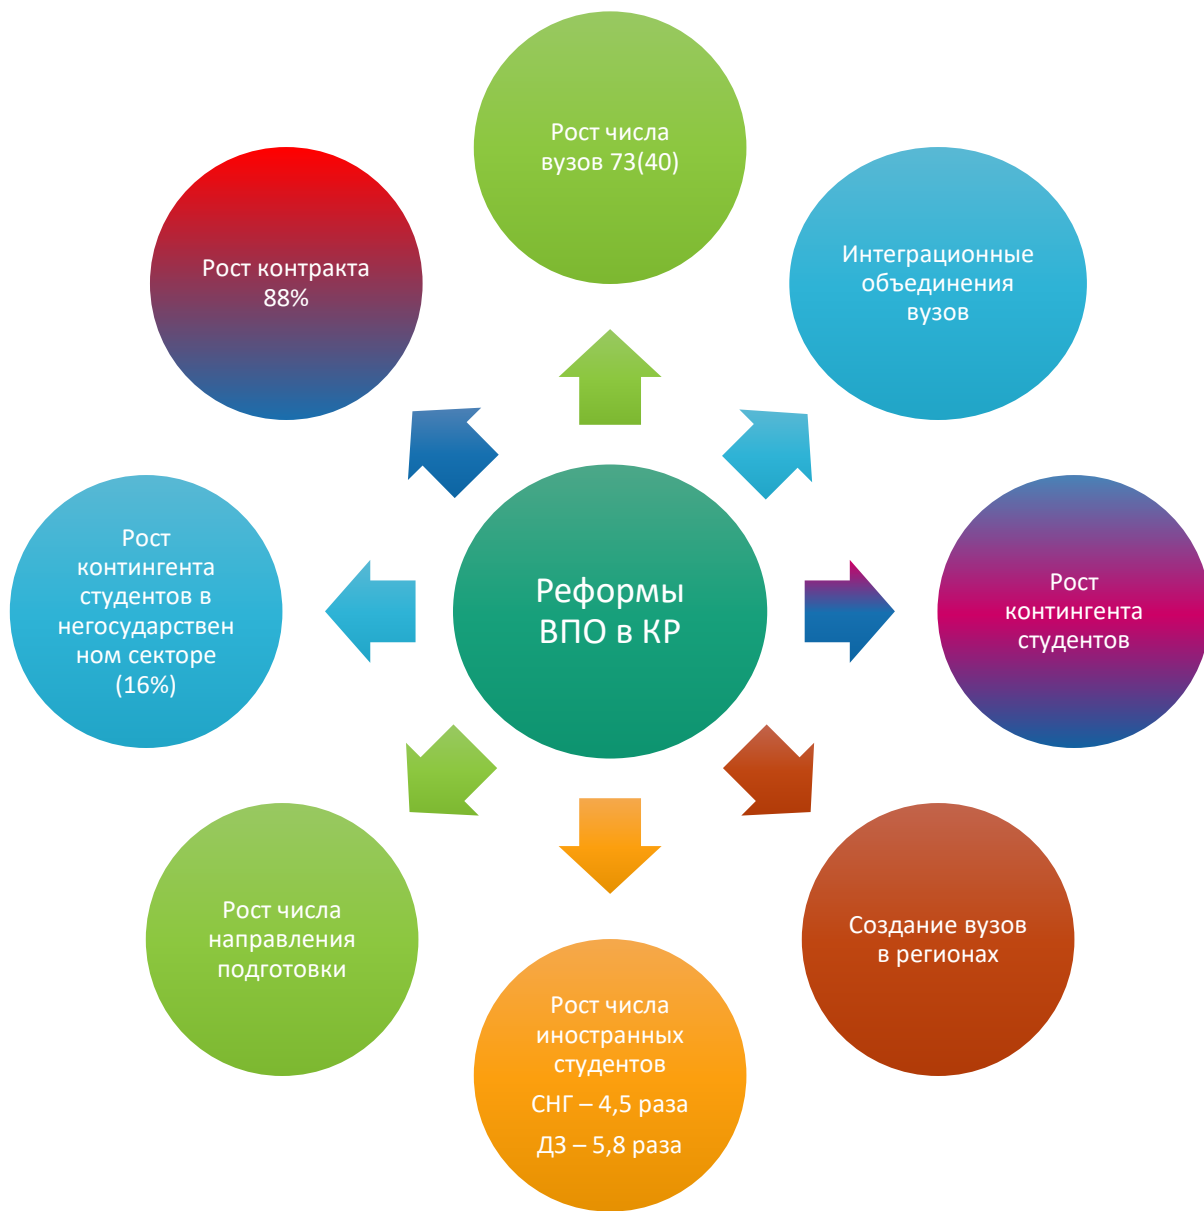 Рост числа
вузов 73(40)
Интеграционные
объединения
вузов
Рост
контингента
студентов
Создание вузов
в регионах
Рост числа
иностранных
студентов
СНГ – 4,5 раза
ДЗ – 5,8 раза
Рост числа
направления
подготовки
Рост
контингента
студентов в
негосударствен
ном секторе
(16%)
Рост контракта
88%
Реформы
ВПО в КР